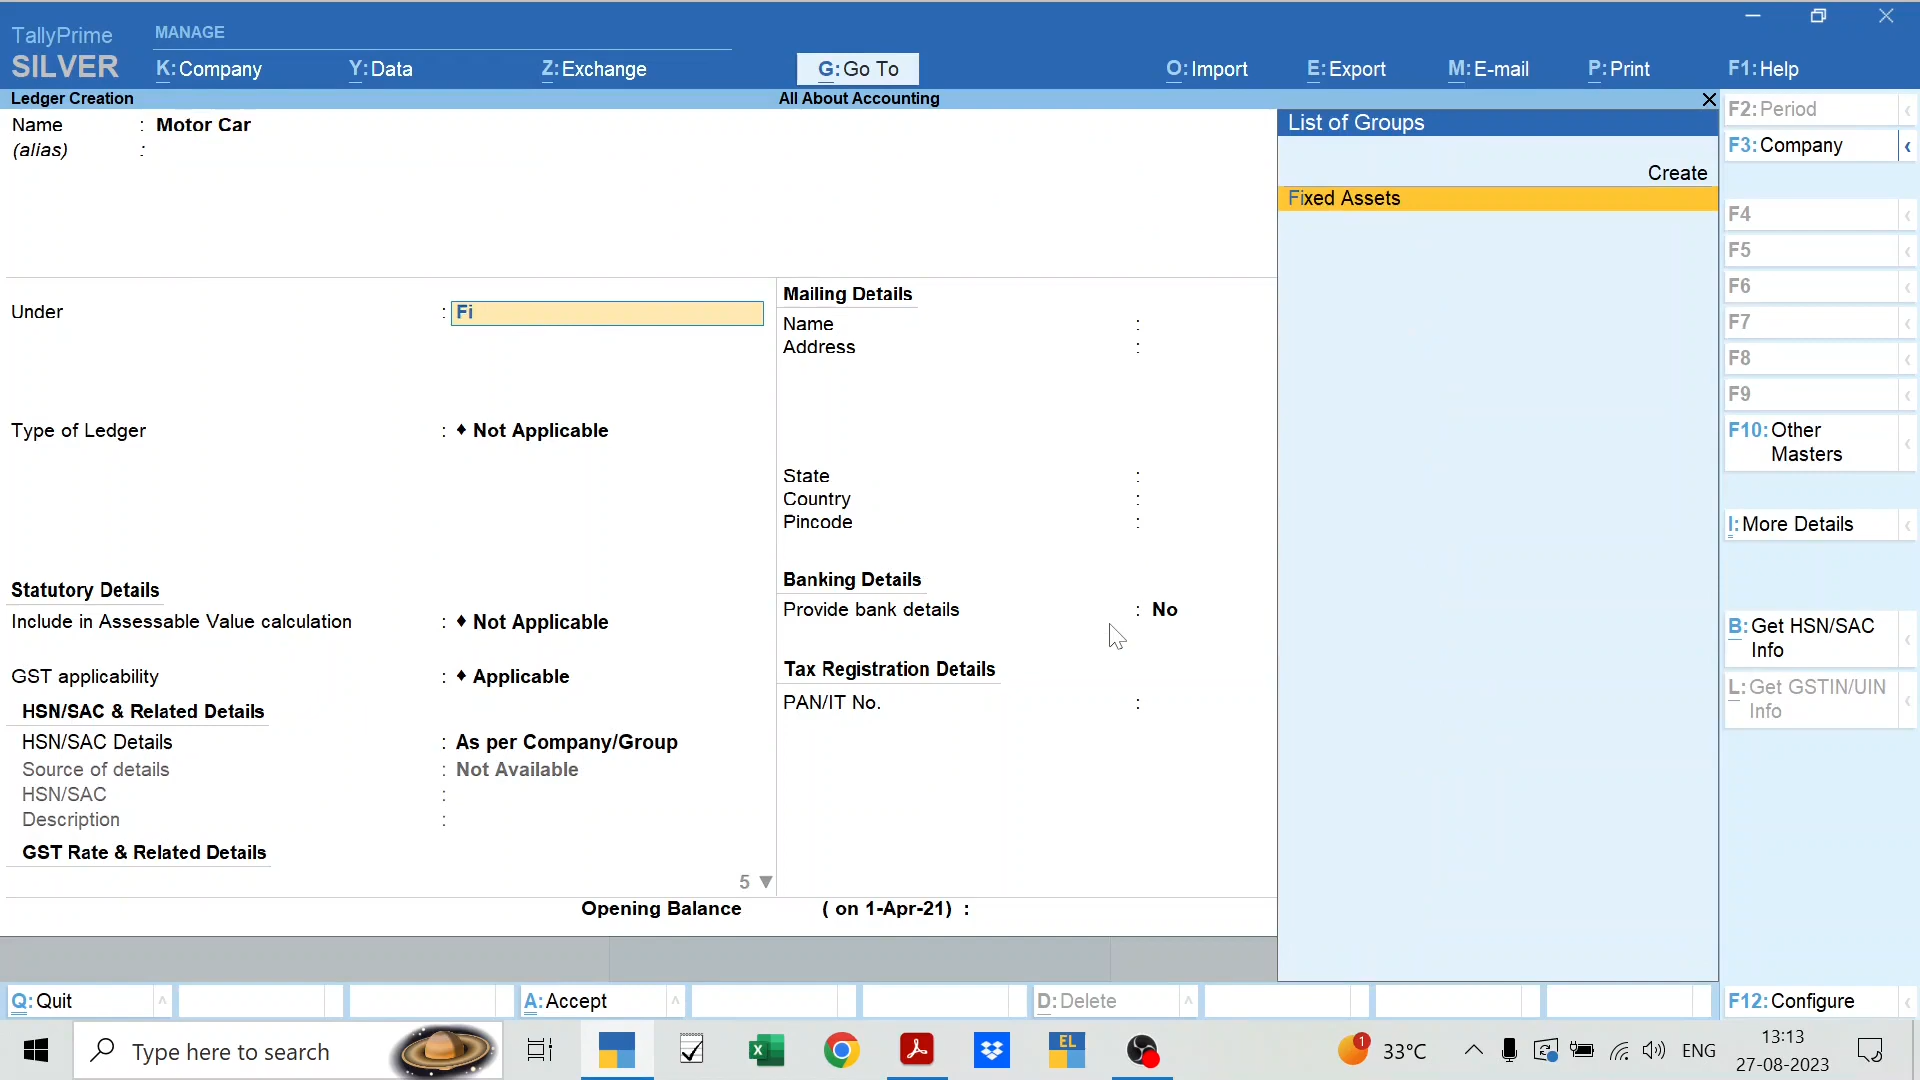 TallyPrime
SILVER
MANAGE
K:Company
Y:Data
Z:Exchange
G:Go To
O:Import
E:Export
M:E-mail
P:Print
F1:Help
Ledger Creation
All About Accounting
Name : Motor Car
(alias) :
Under : Fi
Type of Ledger : ♦ Not Applicable
Statutory Details
Include in Assessable Value calculation : ♦ Not Applicable
GST applicability : ♦ Applicable
HSN/SAC & Related Details
HSN/SAC Details : As per Company/Group
Source of details : Not Available
HSN/SAC :
Description :
GST Rate & Related Details
5 ▼
Mailing Details
Name :
Address :
State :
Country :
Pincode :
Banking Details
Provide bank details : No
Tax Registration Details
PAN/IT No. :
Opening Balance ( on 1-Apr-21) :
List of Groups
Create
Fixed Assets
F2:Period
F3:Company
F4
F5
F6
F7
F8
F9
F10:Other
Masters
I:More Details
B:Get HSN/SAC
Info
L:Get GSTIN/UIN
Info
Q:Quit
A:Accept
D:Delete
F12:Configure
Type here to search
EL
1
33°C
ENG
13:13
27-08-2023